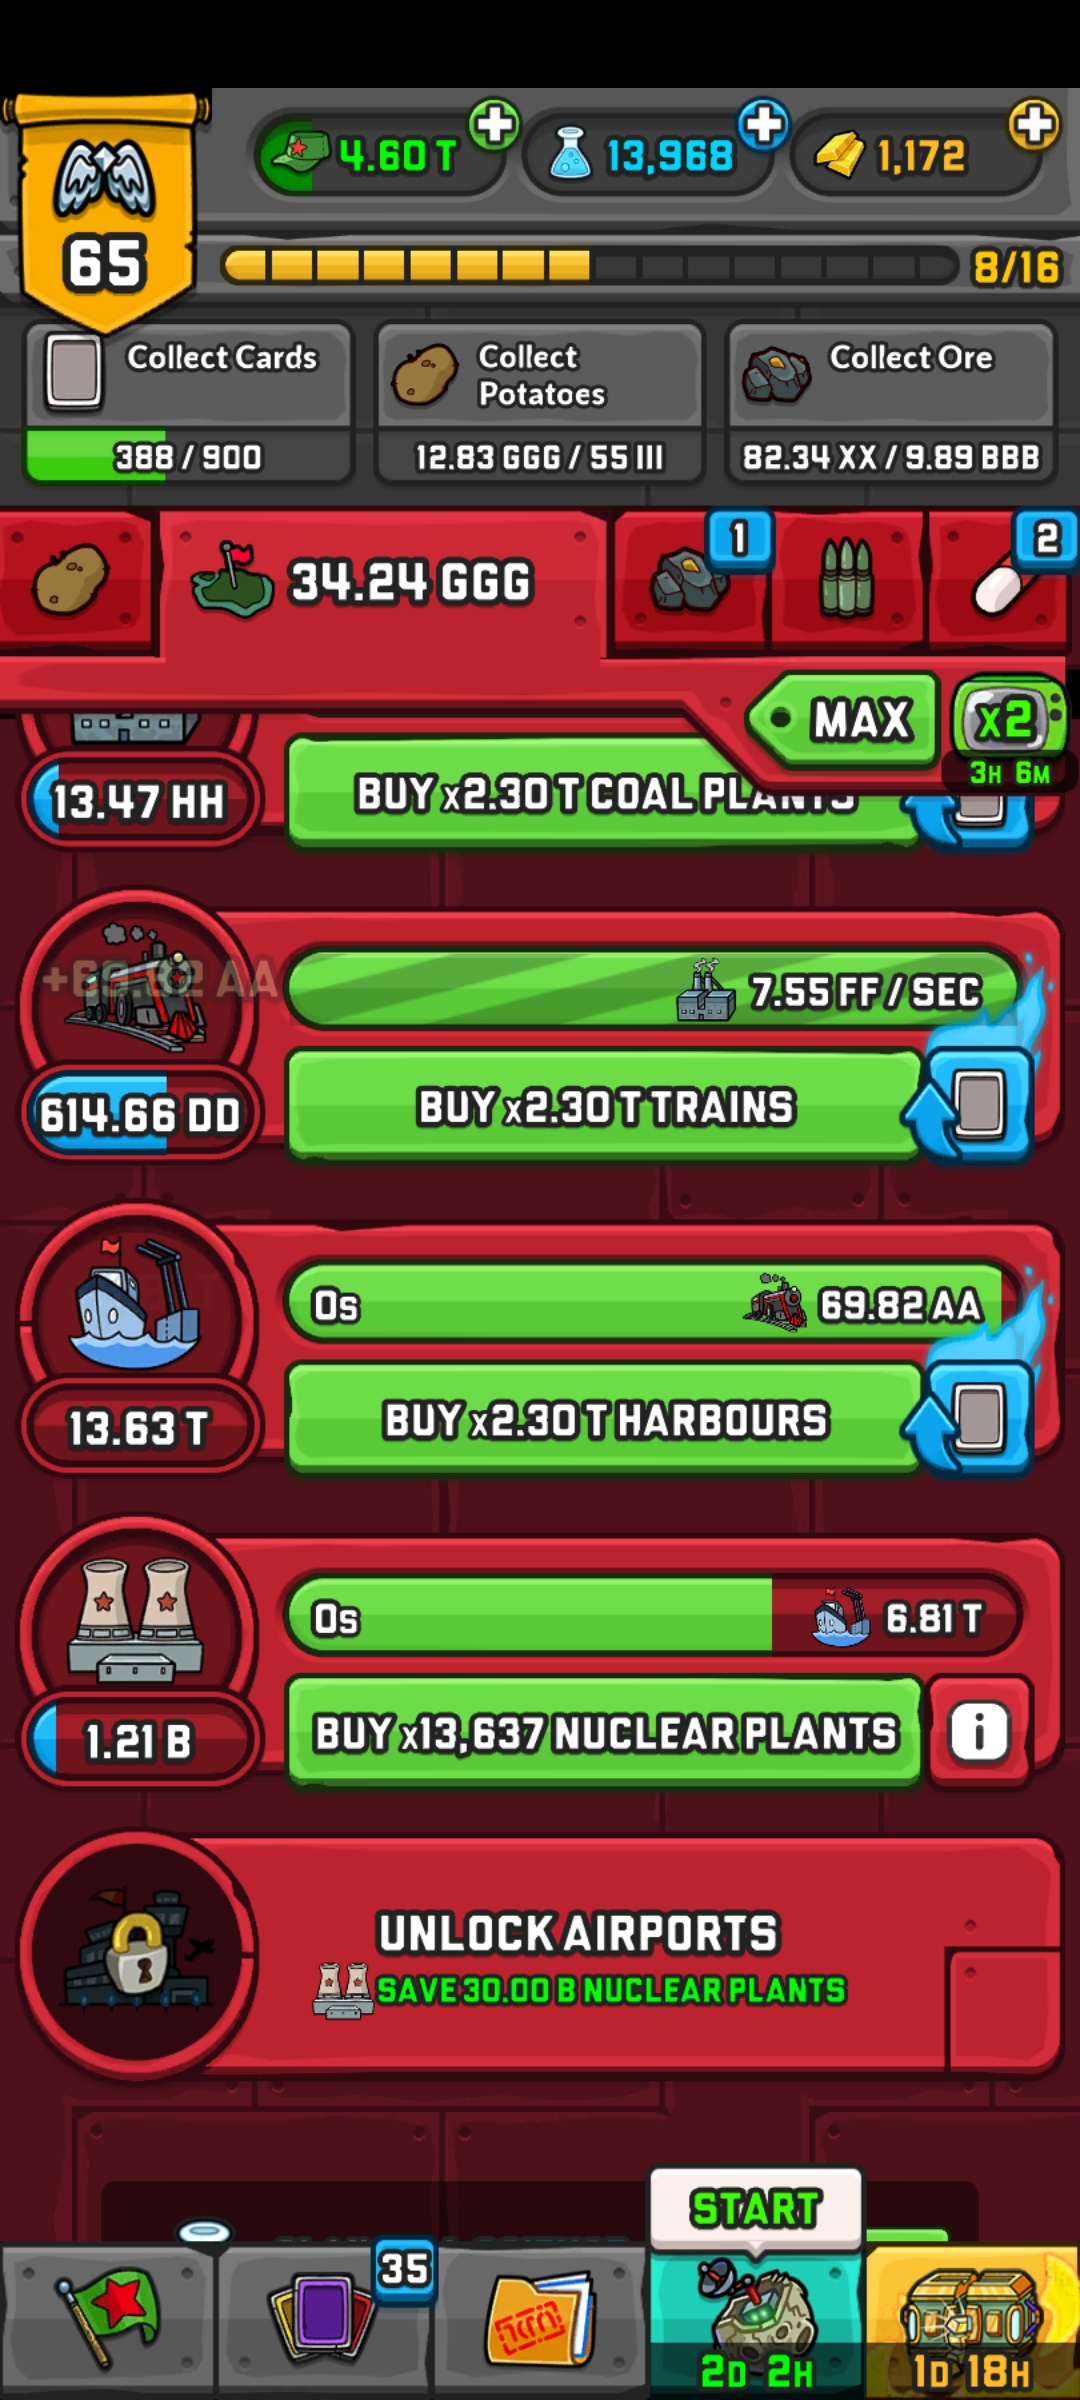 4.60 T
13,968
1,172
65
8/16
Collect Cards
388 / 900
Collect
Potatoes
12.83 GGG / 55 III
Collect Ore
82.34 XX / 9.89 BBB
34.24 GGG
1
2
MAX
x2
3H 6M
13.47 HH
BUY x2.30 T COAL PLANTS
+69.82 AA
7.55 FF / SEC
614.66 DD
BUY x2.30 T TRAINS
0s
69.82 AA
13.63 T
BUY x2.30 T HARBOURS
0s
6.81 T
1.21 B
BUY x13,637 NUCLEAR PLANTS
i
UNLOCK AIRPORTS
SAVE 30.00 B NUCLEAR PLANTS
START
35
2D 2H
1D 18H